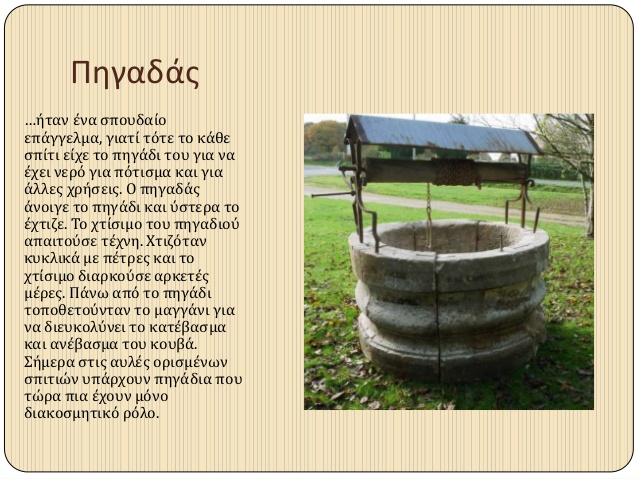 Πηγαδάς
…ήταν ένα σπουδαίο
επάγγελμα, γιατί τότε το κάθε
σπίτι είχε το πηγάδι του για να
έχει νερό για πότισμα και για
άλλες χρήσεις. Ο πηγαδάς
άνοιγε το πηγάδι και ύστερα το
έχτιζε. Το χτίσιμο του πηγαδιού
απαιτούσε τέχνη. Χτιζόταν
κυκλικά με πέτρες και το
χτίσιμο διαρκούσε αρκετές
μέρες. Πάνω από το πηγάδι
τοποθετούνταν το μαγγάνι για
να διευκολύνει το κατέβασμα
και ανέβασμα του κουβά.
Σήμερα στις αυλές ορισμένων
σπιτιών υπάρχουν πηγάδια που
τώρα πια έχουν μόνο
διακοσμητικό ρόλο.